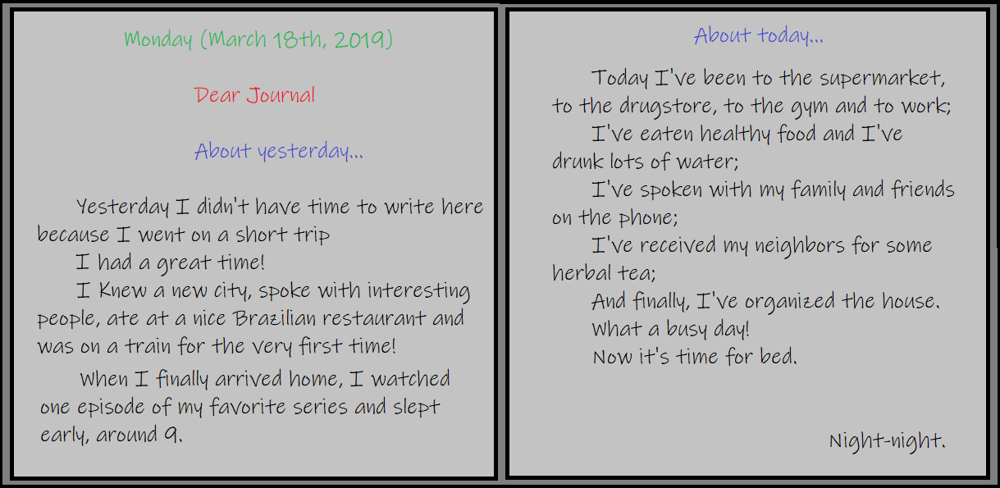 Monday (March 18th, 2019)
Dear Journal
About yesterday...
Yesterday I didn't have time to write here
because I went on a short trip
I had a great time!
I Knew a new city, spoke with interesting
people, ate at a nice Brazilian restaurant and
was on a train for the very first time!
When I finally arrived home, I watched
one episode of my favorite series and slept
early, around 9.
About today...
Today I've been to the supermarket,
to the drugstore, to the gym and to work;
I've eaten healthy food and I've
drunk lots of water;
I've spoken with my family and friends
on the phone;
I've received my neighbors for some
herbal tea;
And finally, I've organized the house.
What a busy day!
Now it's time for bed.
Night-night.